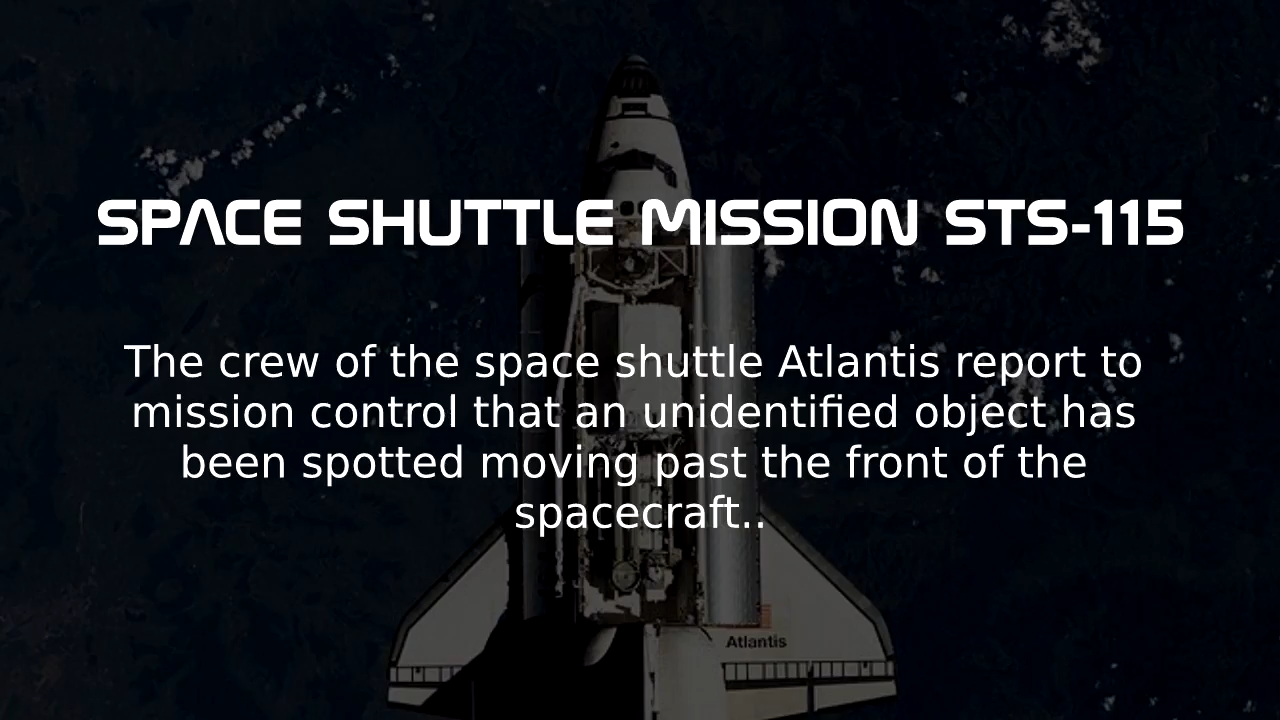 SPACE SHUTTLE MISSION STS-115
The crew of the space shuttle Atlantis report to
mission control that an unidentified object has
been spotted moving past the front of the
spacecraft..
Atlantis